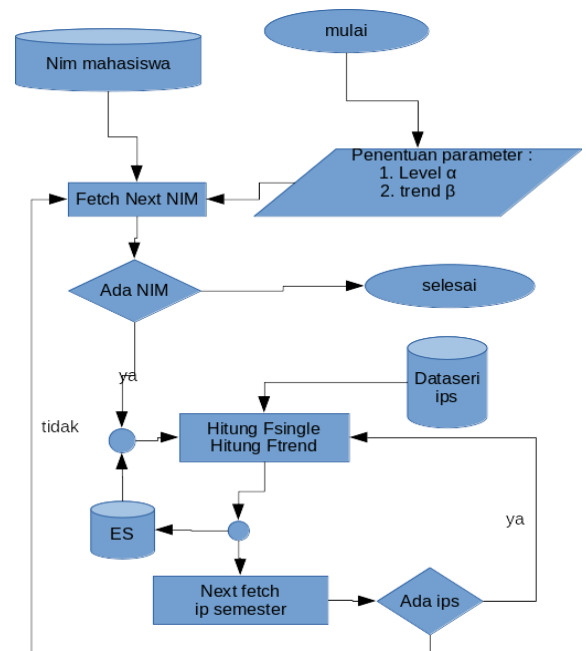 mulai
Nim mahasiswa
Penentuan parameter :
1. Level α
2. trend β
Fetch Next NIM
Ada NIM
selesai
ya
Dataseri
ips
tidak
Hitung Fsingle
Hitung Ftrend
ES
ya
Next fetch
ip semester
Ada ips